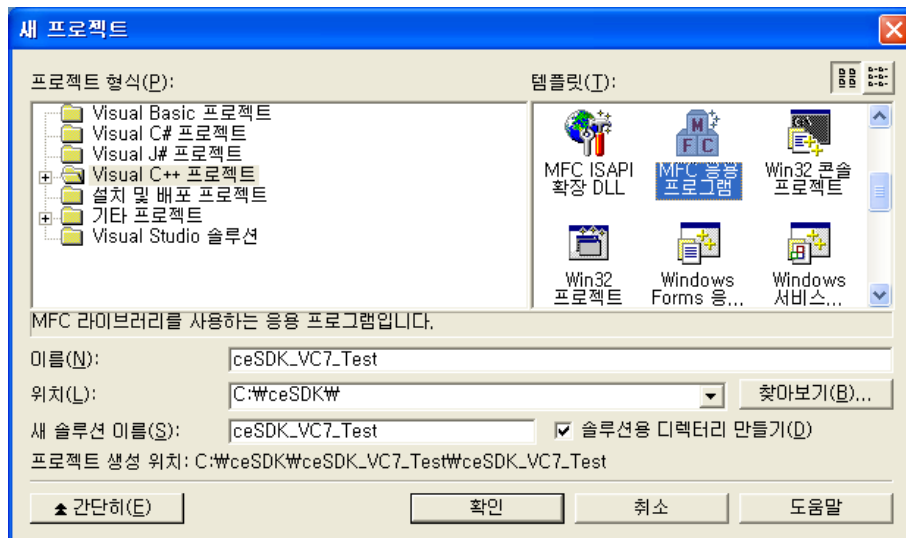 새 프로젝트
프로젝트 형식(P):
템플릿(T):
Visual Basic 프로젝트
Visual C# 프로젝트
Visual J# 프로젝트
Visual C++ 프로젝트
설치 및 배포 프로젝트
기타 프로젝트
Visual Studio 솔루션
MFC ISAPI
확장 DLL
MFC 응용
프로그램
Win32 콘솔
프로젝트
Win32
프로젝트
Windows
Forms 응...
Windows
서비스...
MFC 라이브러리를 사용하는 응용 프로그램입니다.
이름(N):
ceSDK_VC7_Test
위치(L):
C:₩ceSDK₩
찾아보기(B)...
새 솔루션 이름(S):
ceSDK_VC7_Test
솔루션용 디렉터리 만들기(D)
프로젝트 생성 위치: C:₩ceSDK₩ceSDK_VC7_Test₩ceSDK_VC7_Test
간단히(E)
확인
취소
도움말